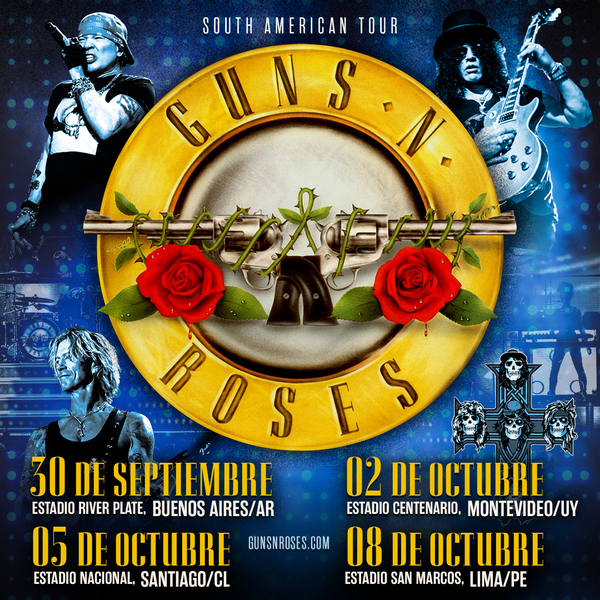 SOUTH AMERICAN TOUR
GUNS·N·
ROSES
30 DE SEPTIEMBRE
ESTADIO RIVER PLATE, BUENOS AIRES/AR
02 DE OCTUBRE
ESTADIO CENTENARIO, MONTEVIDEO/UY
05 DE OCTUBRE
ESTADIO NACIONAL, SANTIAGO/CL
GUNSNROSES.COM
08 DE OCTUBRE
ESTADIO SAN MARCOS, LIMA/PE